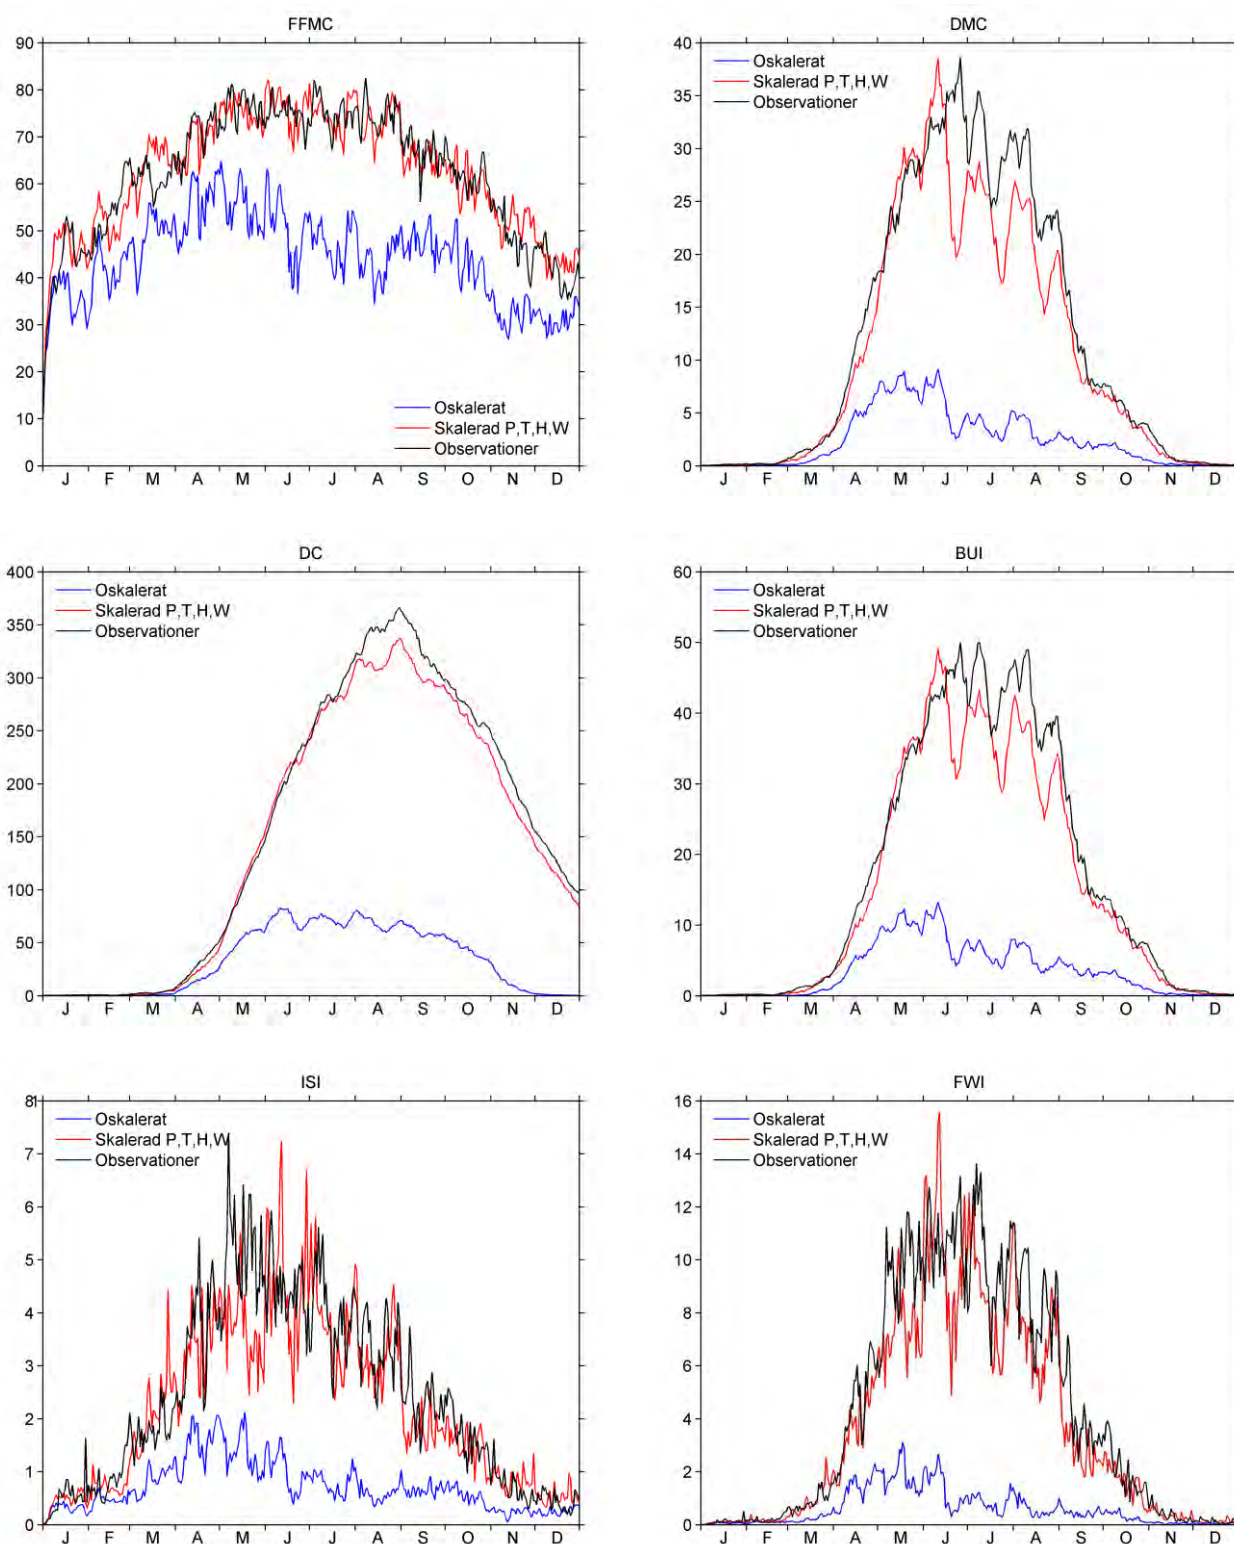 FFMC
90
80
70
60
50
40
30
20
10
0
Oskalerat
Skalerad P,T,H,W
Observationer
J F M A M J J A S O N D
DMC
40
35
30
25
20
15
10
5
0
Oskalerat
Skalerad P,T,H,W
Observationer
J F M A M J J A S O N D
DC
400
350
300
250
200
150
100
50
0
Oskalerat
Skalerad P,T,H,W
Observationer
J F M A M J J A S O N D
BUI
60
50
40
30
20
10
0
Oskalerat
Skalerad P,T,H,W
Observationer
J F M A M J J A S O N D
ISI
8
7
6
5
4
3
2
1
0
Oskalerat
Skalerad P,T,H,W
Observationer
J F M A M J J A S O N D
FWI
16
14
12
10
8
6
4
2
0
Oskalerat
Skalerad P,T,H,W
Observationer
J F M A M J J A S O N D